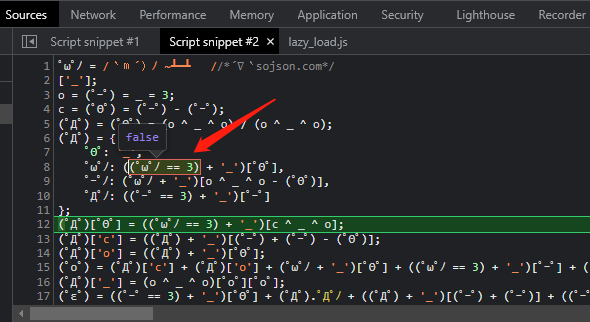 Sources Network Performance Memory Application Security Lighthouse Recorder
Script snippet #1 Script snippet #2 × lazy_load.js
1 ゚ω゚ノ = /`m´)ノ ~┻━┻ //*´∇`sojson.com*/
2 ['_'];
3 o = (゚ー゚) = _ = 3;
4 c = (゚Θ゚) = (゚ー゚) - (゚ー゚);
5 (゚Д゚) = (゚Θ゚) = (o ^ _ ^ o) / (o ^ _ ^ o);
6 (゚Д゚) = {
false
7 ゚Θ゚: '_',
8 ゚ω゚ノ: ((゚ω゚ノ == 3) + '_')[゚Θ゚],
9 ゚ー゚ノ: (゚ω゚ノ + '_')[o ^ _ ^ o - (゚Θ゚)],
10 ゚Д゚ノ: ((゚ー゚ == 3) + '_')[゚ー゚]
11 };
12 (゚Д゚)[゚Θ゚] = ((゚ω゚ノ == 3) + '_')[c ^ _ ^ o];
13 (゚Д゚)['c'] = ((゚Д゚) + '_')[(゚ー゚) + (゚ー゚) - (゚Θ゚)];
14 (゚Д゚)['o'] = ((゚Д゚) + '_')[゚Θ゚];
15 (゚o゚) = (゚Д゚)['c'] + (゚Д゚)['o'] + (゚ω゚ノ + '_')[゚Θ゚] + ((゚ω゚ノ == 3) + '_')[゚ー゚] + (
16 (゚Д゚)['_'] = (o ^ _ ^ o)[゚o゚][゚o゚];
17 (゚ε゚) = ((゚ー゚ == 3) + '_')[゚Θ゚] + (゚Д゚).゚Д゚ノ + ((゚Д゚) + '_')[(゚ー゚) + (゚ー゚)] + ((゚